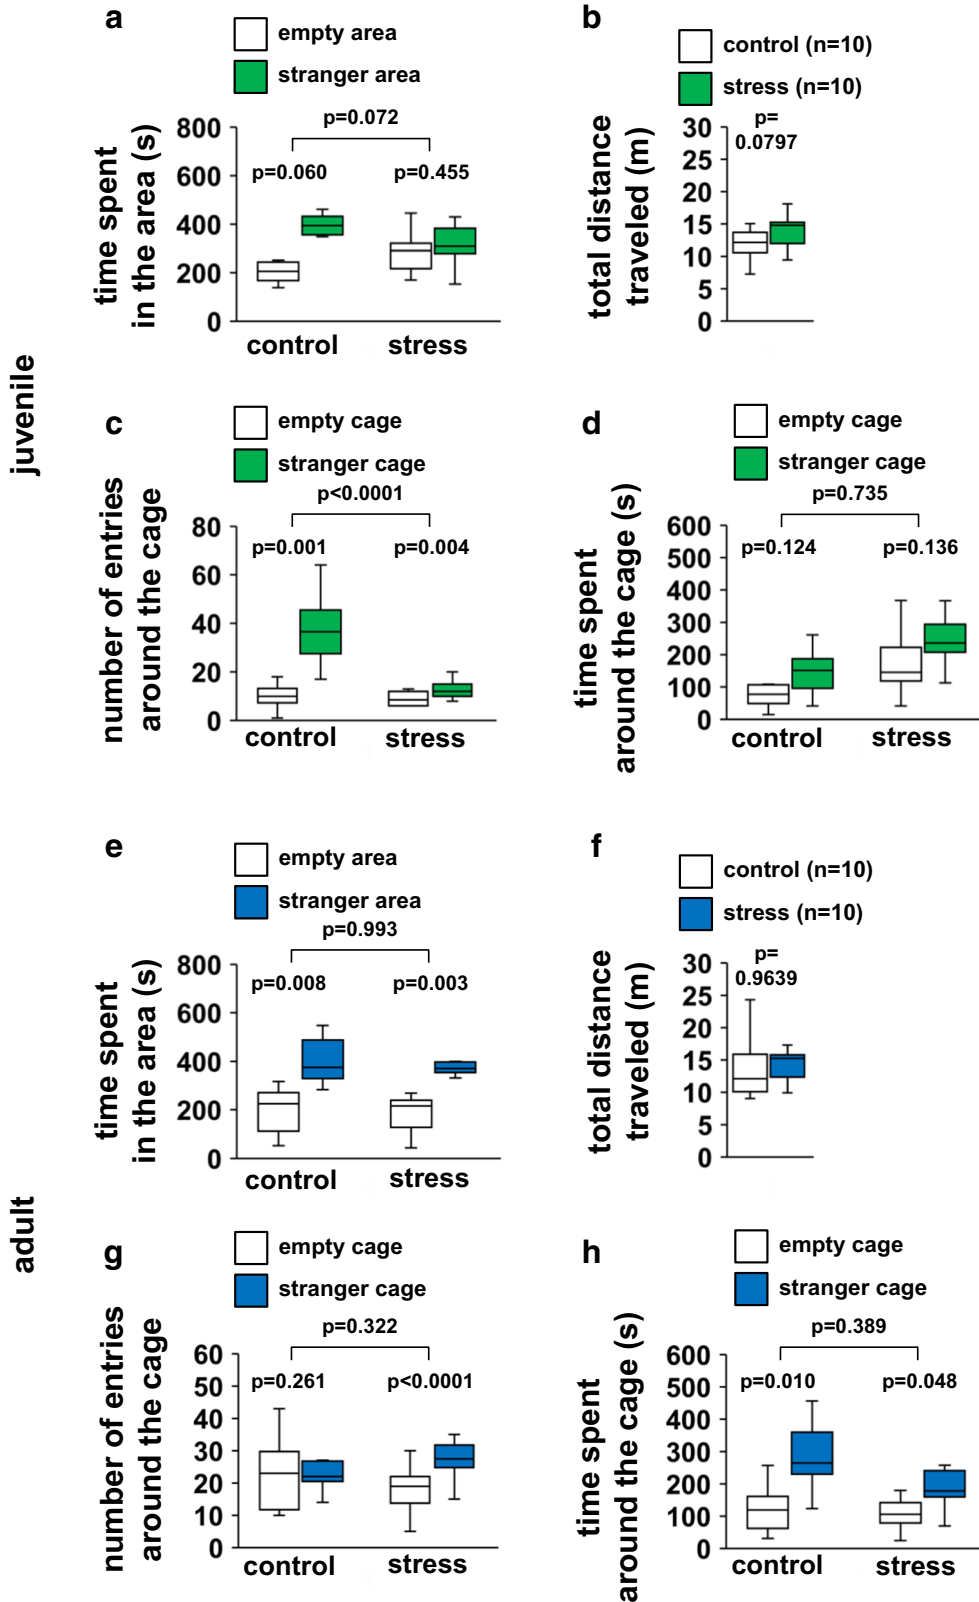 a
empty area
stranger area
p=0.072
p=0.060
p=0.455
800
600
400
200
0
time spent
in the area (s)
control
stress
b
control (n=10)
stress (n=10)
p=
0.0797
30
25
20
15
10
5
0
total distance
traveled (m)
juvenile
c
empty cage
stranger cage
p<0.0001
p=0.001
p=0.004
80
60
40
20
0
number of entries
around the cage
control
stress
d
empty cage
stranger cage
p=0.735
p=0.124
p=0.136
600
500
400
300
200
100
0
time spent
around the cage (s)
control
stress
e
empty area
stranger area
p=0.993
p=0.008
p=0.003
800
600
400
200
0
time spent
in the area (s)
control
stress
f
control (n=10)
stress (n=10)
p=
0.9639
30
25
20
15
10
5
0
total distance
traveled (m)
adult
g
empty cage
stranger cage
p=0.322
p=0.261
p<0.0001
60
50
40
30
20
10
0
number of entries
around the cage
control
stress
h
empty cage
stranger cage
p=0.389
p=0.010
p=0.048
600
500
400
300
200
100
0
time spent
around the cage (s)
control
stress